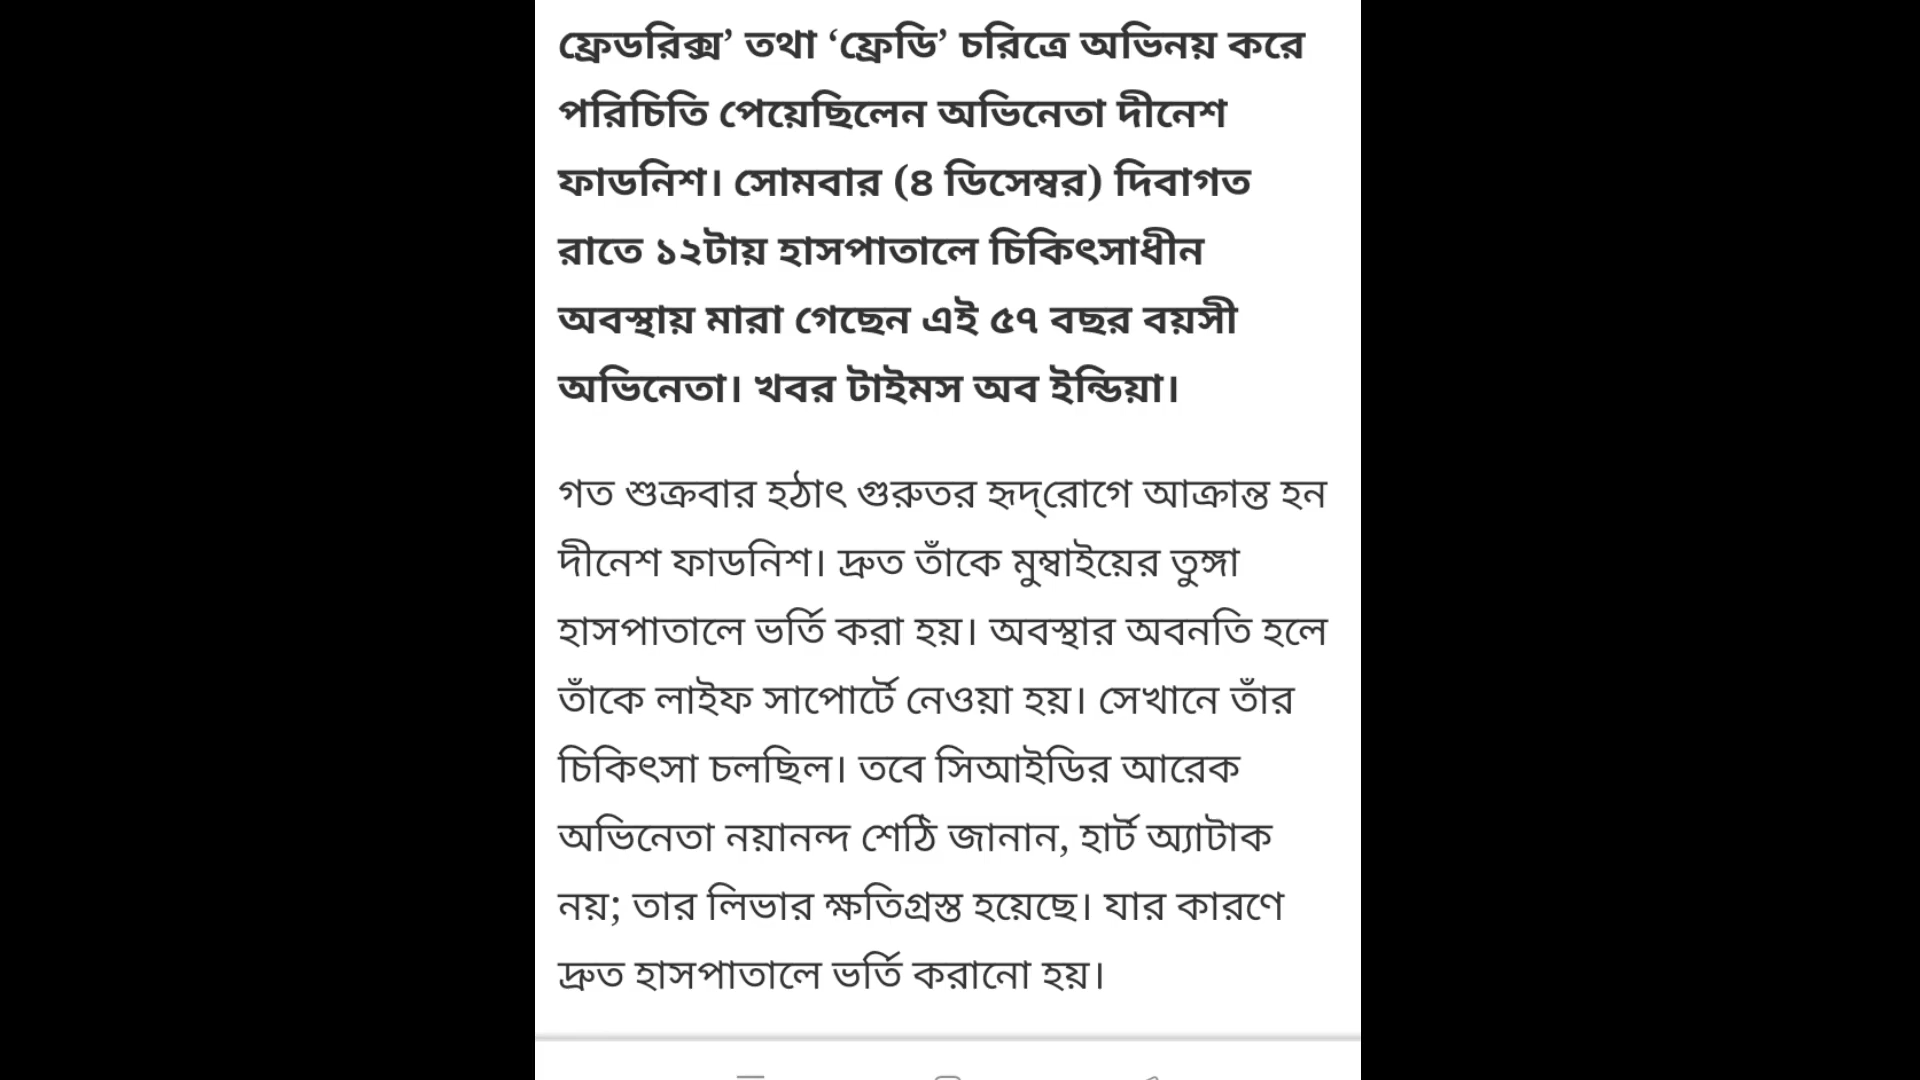 ফ্রেডরিক্স’ তথা ‘ফ্রেডি’ চরিত্রে অভিনয় করে
পরিচিতি পেয়েছিলেন অভিনেতা দীনেশ
ফাডনিশ। সোমবার (৪ ডিসেম্বর) দিবাগত
রাতে ১২টায় হাসপাতালে চিকিৎসাধীন
অবস্থায় মারা গেছেন এই ৫৭ বছর বয়সী
অভিনেতা। খবর টাইমস অব ইন্ডিয়া।
গত শুক্রবার হঠাৎ গুরুতর হৃদ্‌রোগে আক্রান্ত হন
দীনেশ ফাডনিশ। দ্রুত তাঁকে মুম্বাইয়ের তুঙ্গা
হাসপাতালে ভর্তি করা হয়। অবস্থার অবনতি হলে
তাঁকে লাইফ সাপোর্টে নেওয়া হয়। সেখানে তাঁর
চিকিৎসা চলছিল। তবে সিআইডির আরেক
অভিনেতা নয়ানন্দ শেঠি জানান, হার্ট অ্যাটাক
নয়; তার লিভার ক্ষতিগ্রস্ত হয়েছে। যার কারণে
দ্রুত হাসপাতালে ভর্তি করানো হয়।